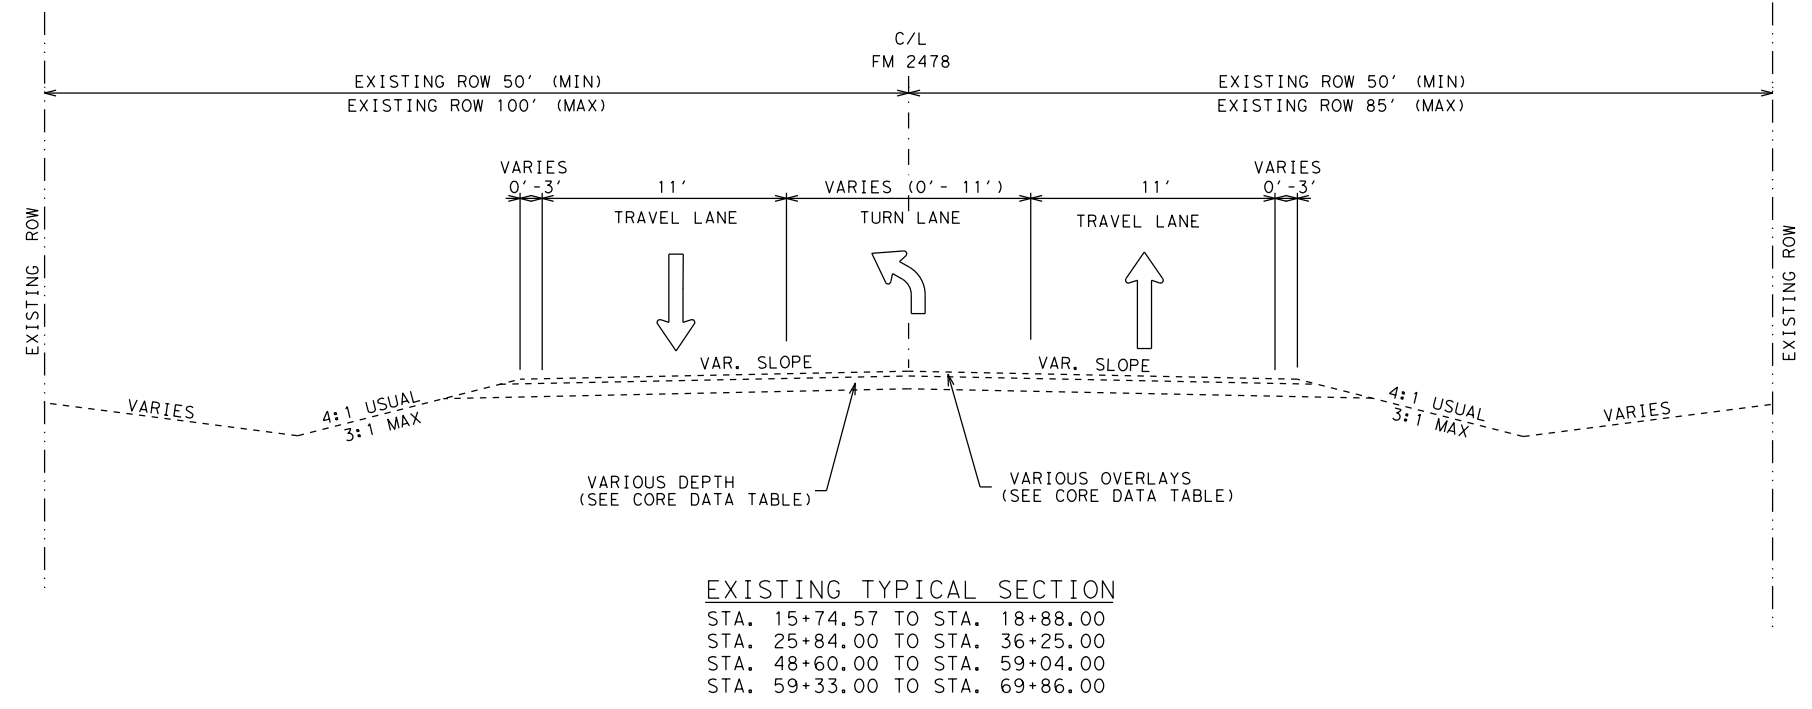 C/L
FM 2478
EXISTING ROW 50' (MIN)
EXISTING ROW 100' (MAX)
EXISTING ROW 50' (MIN)
EXISTING ROW 85' (MAX)
VARIES
0'-3'
11'
VARIES (0'- 11')
11'
VARIES
0'-3'
TRAVEL LANE
TURN LANE
TRAVEL LANE
EXISTING ROW
EXISTING ROW
VAR. SLOPE
VAR. SLOPE
VARIES
4:1 USUAL
3:1 MAX
4:1 USUAL
3:1 MAX
VARIES
VARIOUS DEPTH
(SEE CORE DATA TABLE)
VARIOUS OVERLAYS
(SEE CORE DATA TABLE)
EXISTING TYPICAL SECTION
STA. 15+74.57 TO STA. 18+88.00
STA. 25+84.00 TO STA. 36+25.00
STA. 48+60.00 TO STA. 59+04.00
STA. 59+33.00 TO STA. 69+86.00